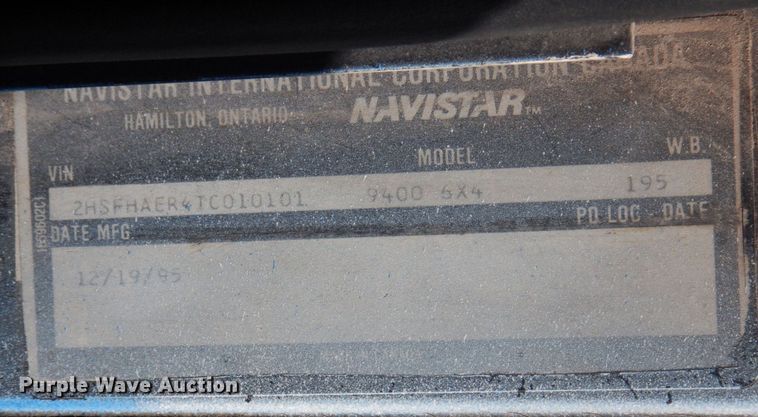 NAVISTAR INTERNATIONAL CORPORATION CANADA
HAMILTON, ONTARIO NAVISTAR™
VIN MODEL W.B.
2HSFHAER4TC010101 9400 6X4 195
DATE MFG PD LOC - DATE
12/19/95
Purple Wave Auction